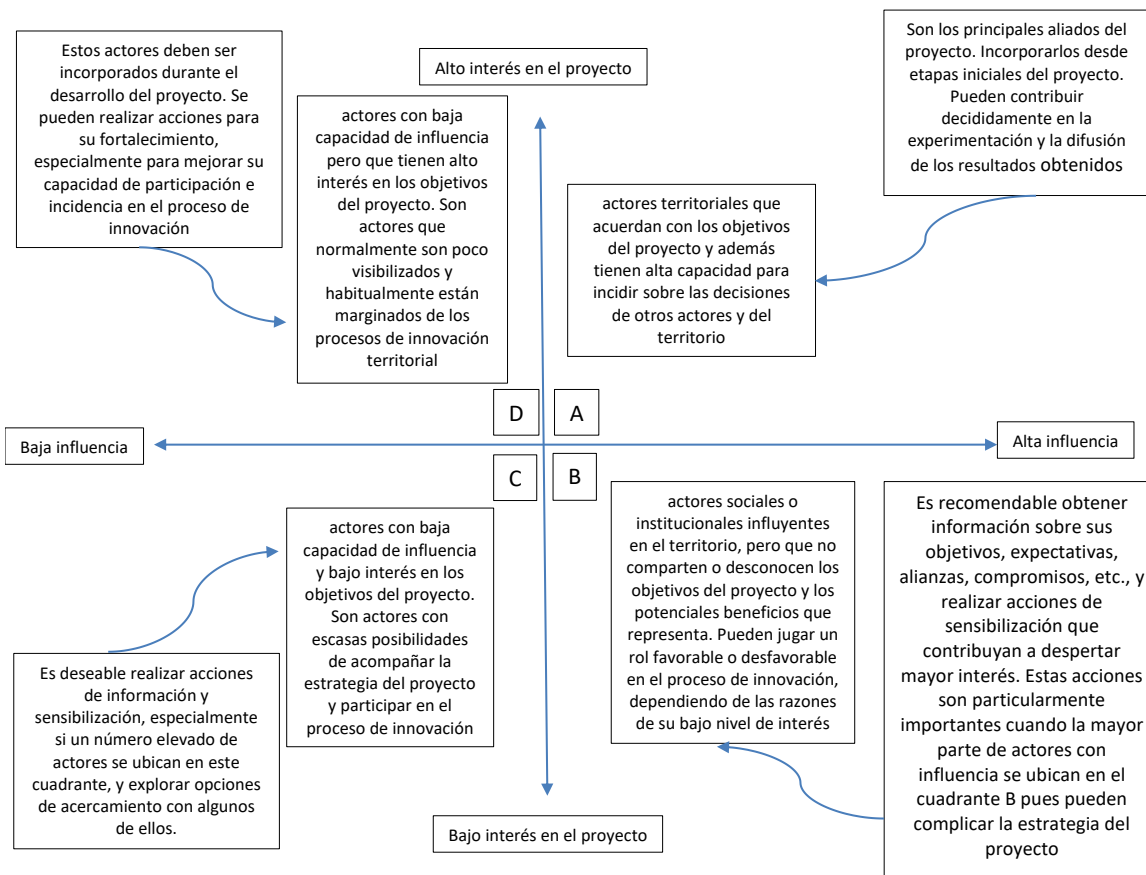 Estos actores deben ser
incorporados durante el
desarrollo del proyecto. Se
pueden realizar acciones para
su fortalecimiento,
especialmente para mejorar su
capacidad de participación e
incidencia en el proceso de
innovación
Alto interés en el proyecto
Son los principales aliados del
proyecto. Incorporarlos desde
etapas iniciales del proyecto.
Pueden contribuir
decididamente en la
experimentación y la difusión
de los resultados obtenidos
actores con baja
capacidad de influencia
pero que tienen alto
interés en los objetivos
del proyecto. Son
actores que
normalmente son poco
visibilizados y
habitualmente están
marginados de los
procesos de innovación
territorial
actores territoriales que
acuerdan con los objetivos
del proyecto y además
tienen alta capacidad para
incidir sobre las decisiones
de otros actores y del
territorio
D
A
Baja influencia
Alta influencia
C
B
actores con baja
capacidad de influencia
y bajo interés en los
objetivos del proyecto.
Son actores con
escasas posibilidades
de acompañar la
estrategia del proyecto
y participar en el
proceso de innovación
actores sociales o
institucionales influyentes
en el territorio, pero que no
comparten o desconocen los
objetivos del proyecto y los
potenciales beneficios que
representa. Pueden jugar un
rol favorable o desfavorable
en el proceso de innovación,
dependiendo de las razones
de su bajo nivel de interés
Es recomendable obtener
información sobre sus
objetivos, expectativas,
alianzas, compromisos, etc., y
realizar acciones de
sensibilización que
contribuyan a despertar
mayor interés. Estas acciones
son particularmente
importantes cuando la mayor
parte de actores con
influencia se ubican en el
cuadrante B pues pueden
complicar la estrategia del
proyecto
Es deseable realizar acciones
de información y
sensibilización, especialmente
si un número elevado de
actores se ubican en este
cuadrante, y explorar opciones
de acercamiento con algunos
de ellos.
Bajo interés en el proyecto